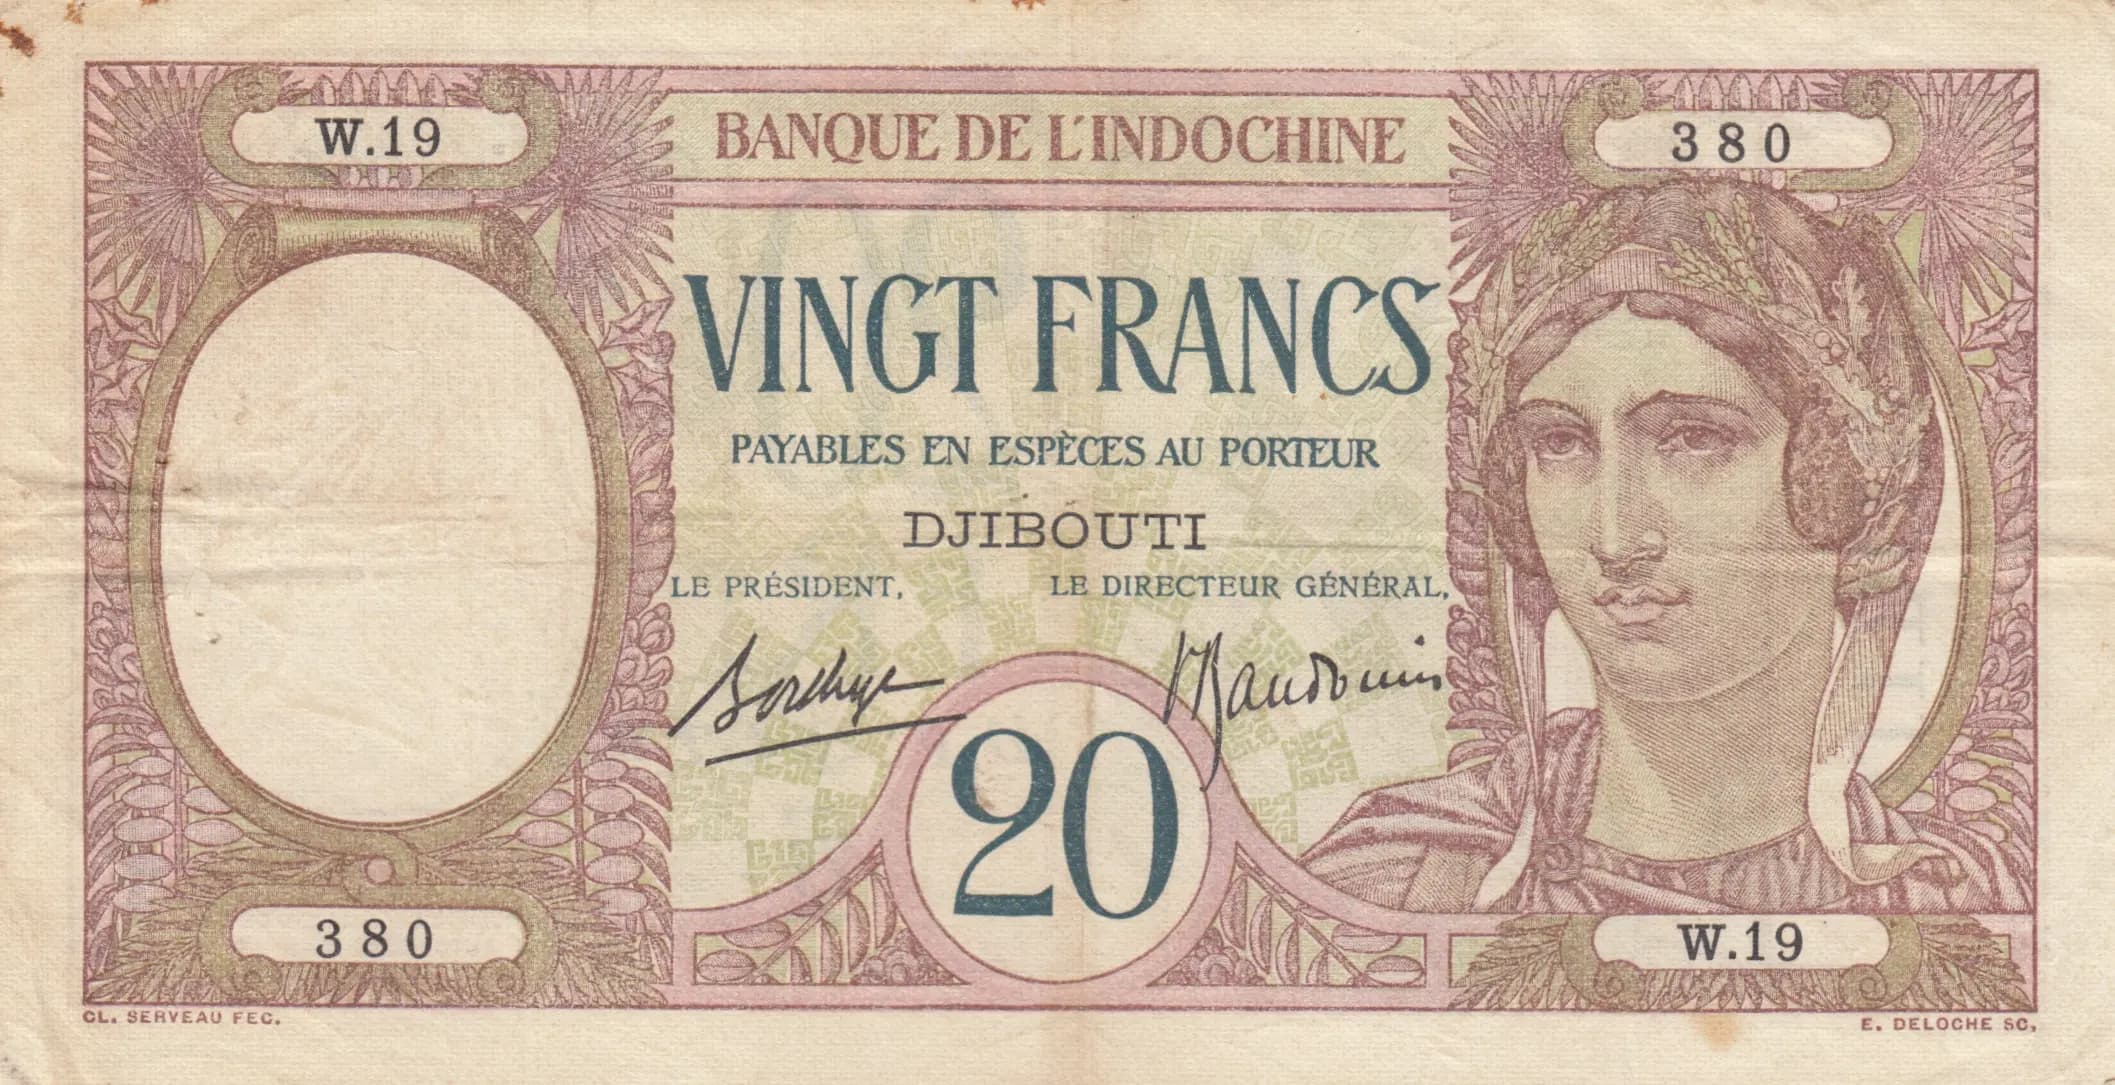 W.19
BANQUE DE L'INDOCHINE
380
VINGT FRANCS
PAYABLES EN ESPÈCES AU PORTEUR
DJIBOUTI
LE PRÉSIDENT, LE DIRECTEUR GÉNÉRAL,
Baudouin
20
380
W.19
CL. SERVEAU FEC.
E. DELOCHE SC,